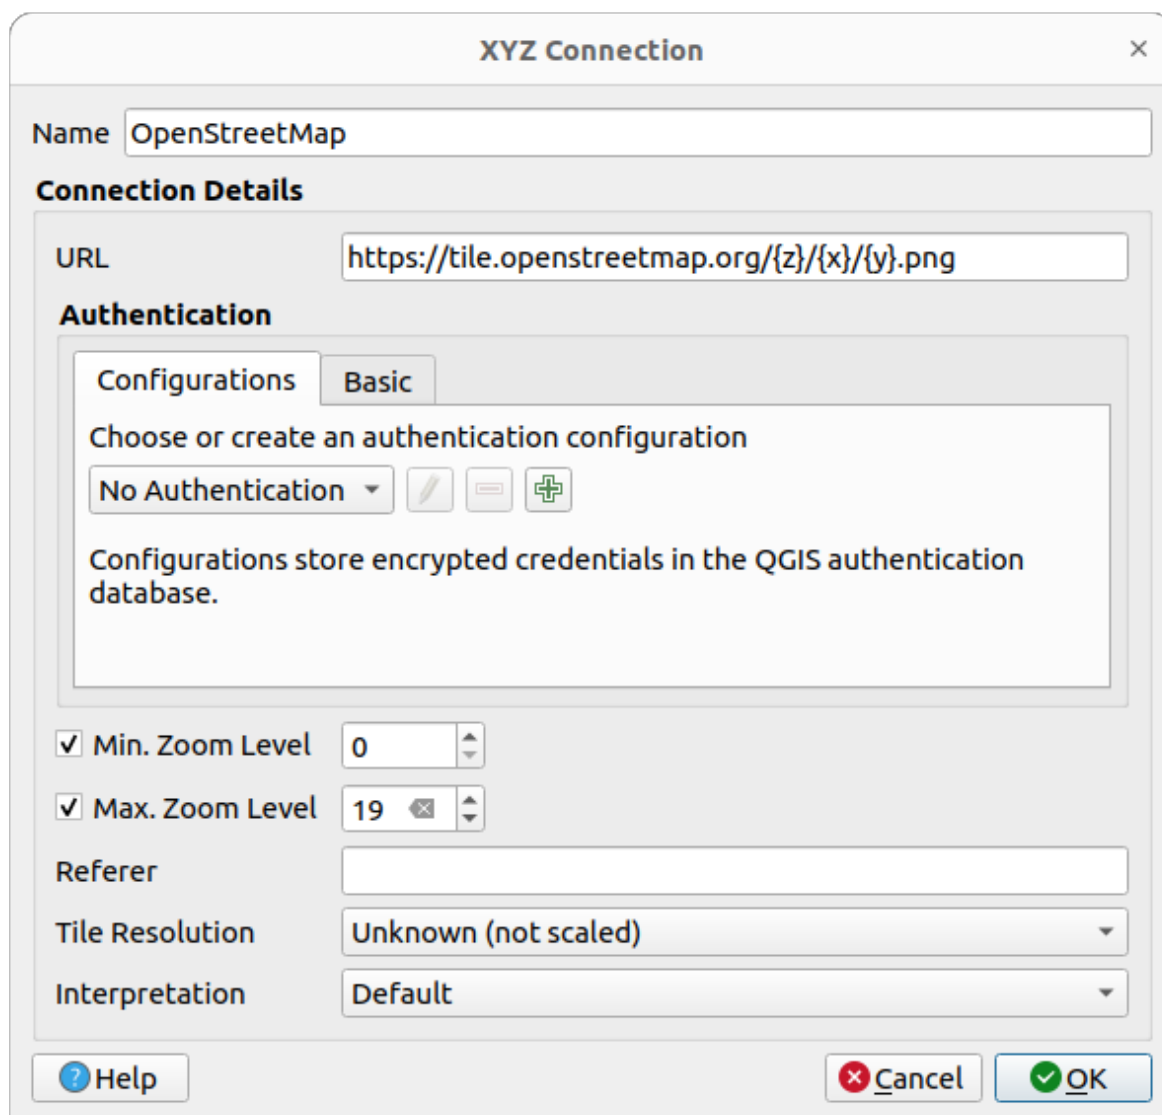 XYZ Connection
Name OpenStreetMap
Connection Details
URL https://tile.openstreetmap.org/{z}/{x}/{y}.png
Authentication
Configurations Basic
Choose or create an authentication configuration
No Authentication
Configurations store encrypted credentials in the QGIS authentication
database.
Min. Zoom Level 0
Max. Zoom Level 19
Referer
Tile Resolution Unknown (not scaled)
Interpretation Default
Help Cancel OK